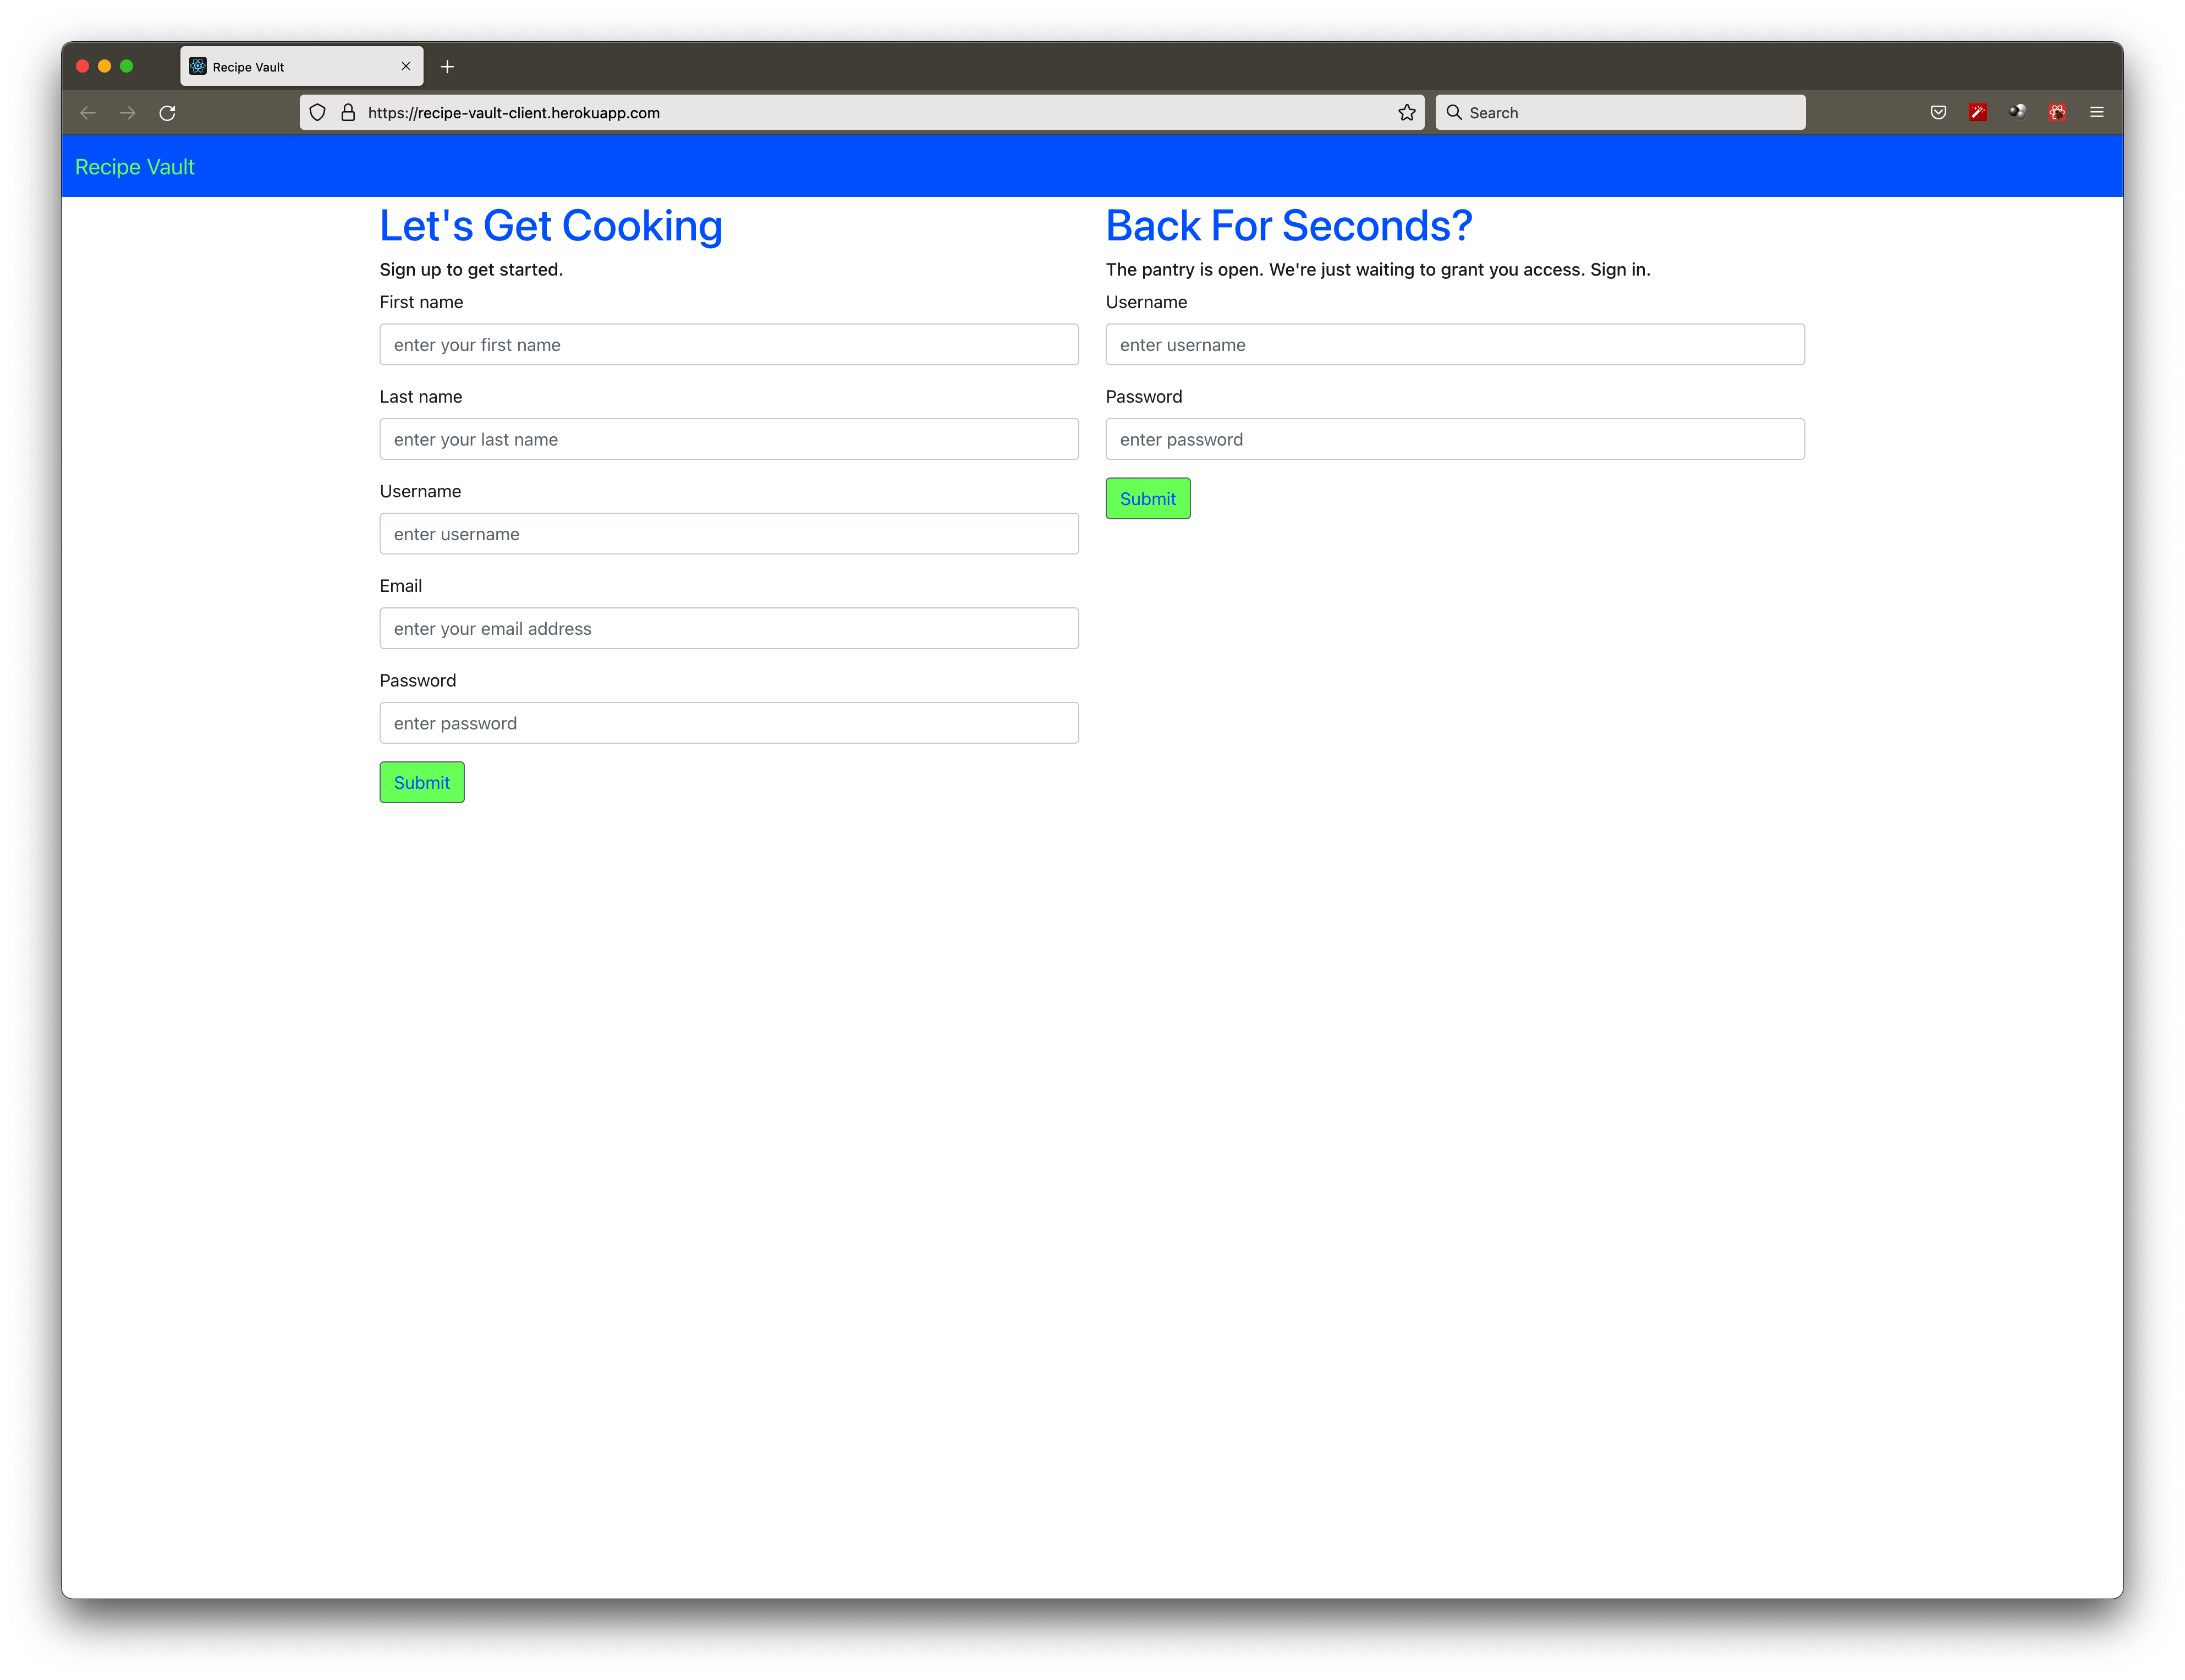 Recipe Vault
https://recipe-vault-client.herokuapp.com
Search
Recipe Vault
Let's Get Cooking
Sign up to get started.
First name
enter your first name
Last name
enter your last name
Username
enter username
Email
enter your email address
Password
enter password
Submit
Back For Seconds?
The pantry is open. We're just waiting to grant you access. Sign in.
Username
enter username
Password
enter password
Submit